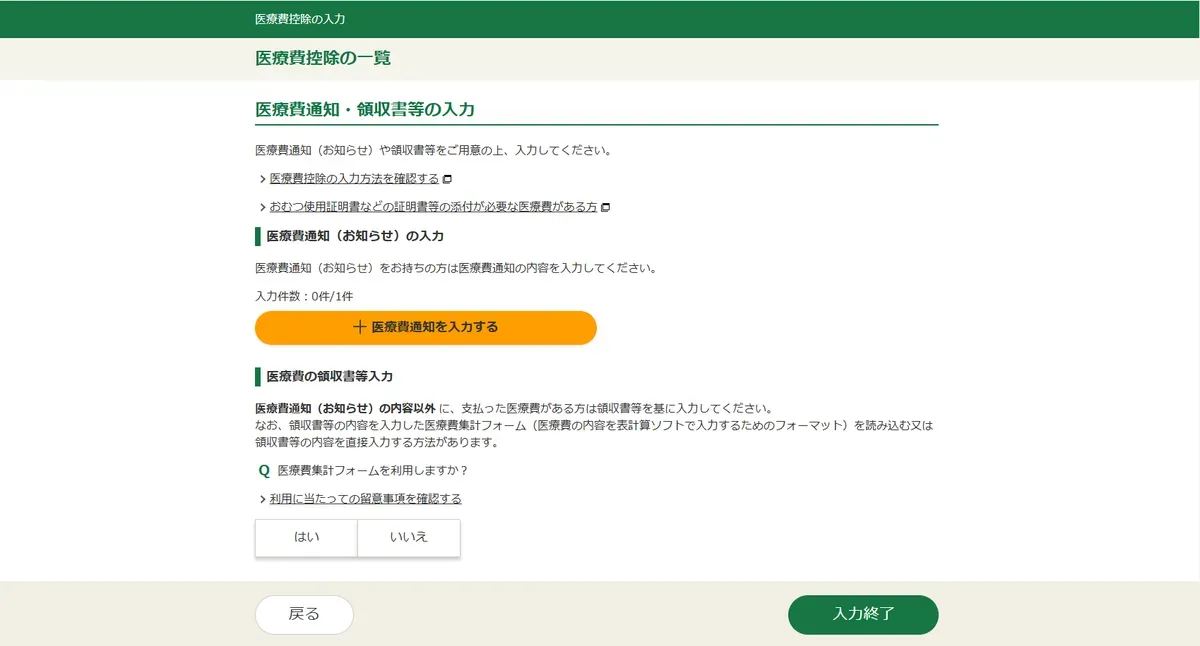 医療費控除の入力
医療費控除の一覧
医療費通知・領収書等の入力
医療費通知（お知らせ）や領収書等をご用意の上、入力してください。
医療費控除の入力方法を確認する
おむつ使用証明書などの証明書等の添付が必要な医療費がある方
医療費通知（お知らせ）の入力
医療費通知（お知らせ）をお持ちの方は医療費通知の内容を入力してください。
入力件数：0件/1件
＋医療費通知を入力する
医療費の領収書等入力
医療費通知（お知らせ）の内容以外 に、支払った医療費がある方は領収書等を基に入力してください。
なお、領収書等の内容を入力した医療費集計フォーム（医療費の内容を表計算ソフトで入力するためのフォーマット）を読み込む又は
領収書等の内容を直接入力する方法があります。
Q 医療費集計フォームを利用しますか？
利用に当たっての留意事項を確認する
はい いいえ
戻る 入力終了